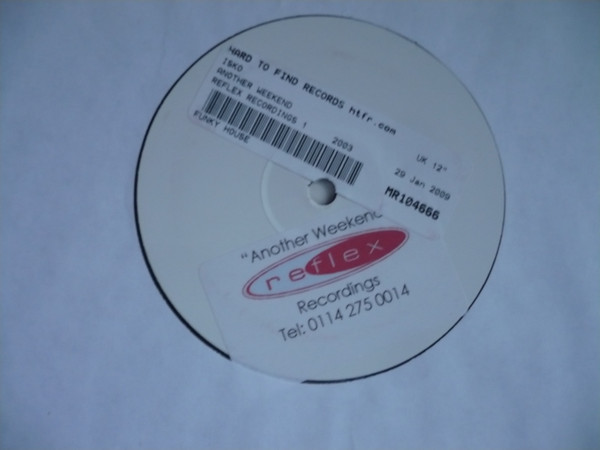 HARD TO FIND RECORDS htfr.com
ISKO
ANOTHER WEEKEND
REFLEX RECORDINGS 1
2003
UK 12"
29 Jan 2009
FUNKY HOUSE
MR104666
"Another Weekend
reflex
Recordings
Tel: 0114 275 0014